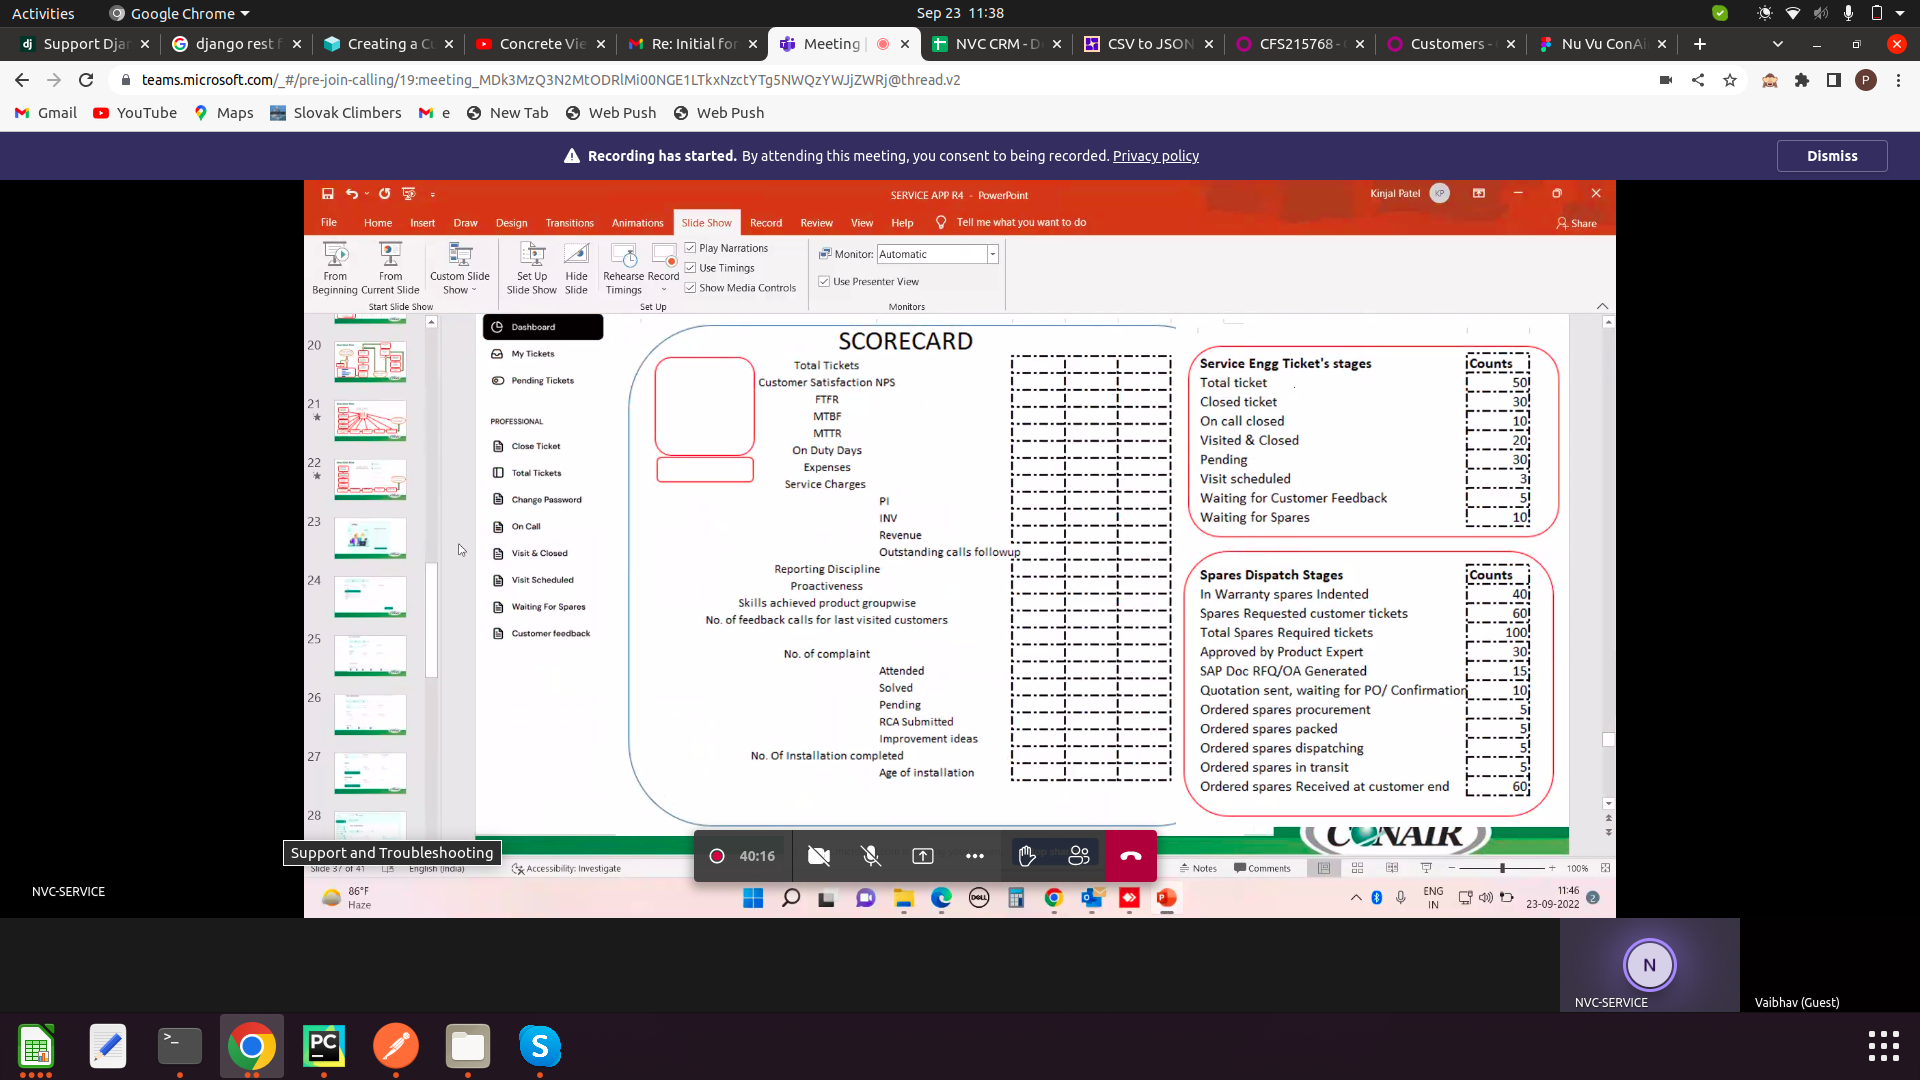 Activities
Google Chrome
Sep 23 11:38
Support Djan
django rest f
Creating a Cu
Concrete Vie
Re: Initial for
Meeting
NVC CRM - De
CSV to JSON
CFS215768 -
Customers -
Nu Vu ConAi
teams.microsoft.com/_#/pre-join-calling/19:meeting_MDk3MzQ3N2MtODRlMi00NGE1LTkxNzctYTg5NWQzYWJjZWRj@thread.v2
P
Gmail
YouTube
Maps
Slovak Climbers
e
New Tab
Web Push
Web Push
Recording has started. By attending this meeting, you consent to being recorded. Privacy policy
Dismiss
SERVICE APP R4 - PowerPoint
Kinjal Patel
KP
File
Home
Insert
Draw
Design
Transitions
Animations
Slide Show
Record
Review
View
Help
Tell me what you want to do
Share
From Beginning
From Current Slide
Custom Slide Show
Set Up Slide Show
Hide Slide
Rehearse Timings
Record
Play Narrations
Use Timings
Show Media Controls
Monitor: Automatic
Use Presenter View
Start Slide Show
Set Up
Monitors
20
21
22
23
24
25
26
27
28
Dashboard
My Tickets
Pending Tickets
PROFESSIONAL
Close Ticket
Total Tickets
Change Password
On Call
Visit & Closed
Visit Scheduled
Waiting For Spares
Customer feedback
SCORECARD
Total Tickets
Customer Satisfaction NPS
FTFR
MTBF
MTTR
On Duty Days
Expenses
Service Charges
PI
INV
Revenue
Outstanding calls followup
Reporting Discipline
Proactiveness
Skills achieved product groupwise
No. of feedback calls for last visited customers
No. of complaint
Attended
Solved
Pending
RCA Submitted
Improvement ideas
No. Of Installation completed
Age of installation
Service Engg Ticket's stages Counts
Total ticket 50
Closed ticket 30
On call closed 10
Visited & Closed 20
Pending 30
Visit scheduled 3
Waiting for Customer Feedback 5
Waiting for Spares 10
Spares Dispatch Stages Counts
In Warranty spares Indented 40
Spares Requested customer tickets 60
Total Spares Required tickets 100
Approved by Product Expert 30
SAP Doc RFQ/OA Generated 15
Quotation sent, waiting for PO/ Confirmation 10
Ordered spares procurement 5
Ordered spares packed 5
Ordered spares dispatching 5
Ordered spares in transit 5
Ordered spares Received at customer end 60
CONAIR
Support and Troubleshooting
40:16
Slide 37 of 41
English (India)
Accessibility: Investigate
Notes
Comments
100%
NVC-SERVICE
86°F
Haze
DELL
ENG
IN
11:46
23-09-2022
2
N
NVC-SERVICE
Vaibhav (Guest)
>_
PC
S